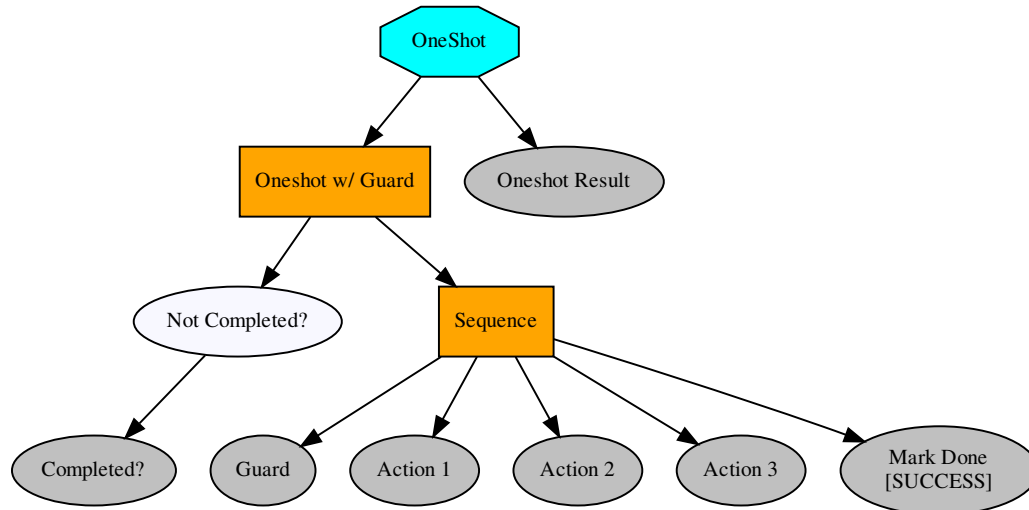 OneShot
Oneshot w/ Guard
Oneshot Result
Not Completed?
Sequence
Completed?
Guard
Action 1
Action 2
Action 3
Mark Done
[SUCCESS]